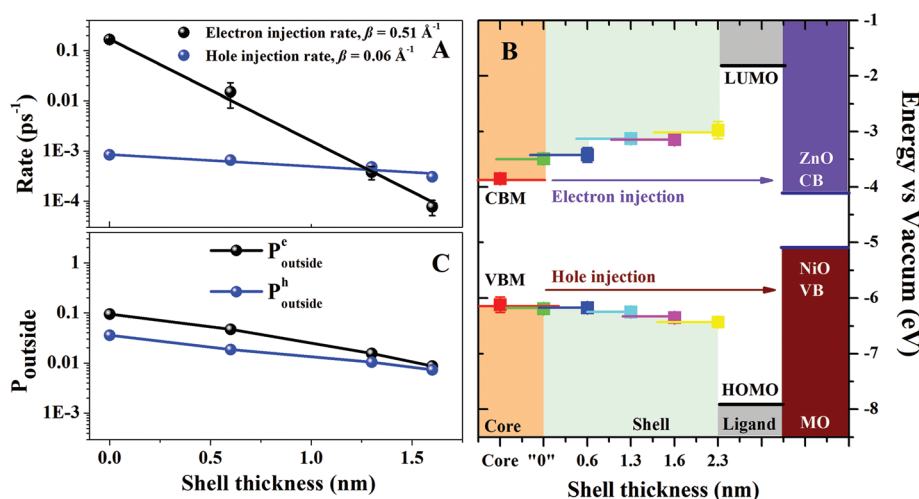 Electron injection rate, β = 0.51 Å⁻¹
Hole injection rate, β = 0.06 Å⁻¹
A
0.1
0.01
1E-3
1E-4
Rate (ps⁻¹)
C
P^e_outside
P^h_outside
1
0.1
0.01
1E-3
P_outside
0.0 0.5 1.0 1.5
Shell thickness (nm)
B
LUMO
ZnO
CB
CBM
Electron injection
Hole injection
VBM
NiO
VB
HOMO
Core Shell Ligand MO
Core "0" 0.6 1.3 1.6 2.3
Shell thickness (nm)
-1
-2
-3
-4
-5
-6
-7
-8
Energy vs Vaccum (eV)